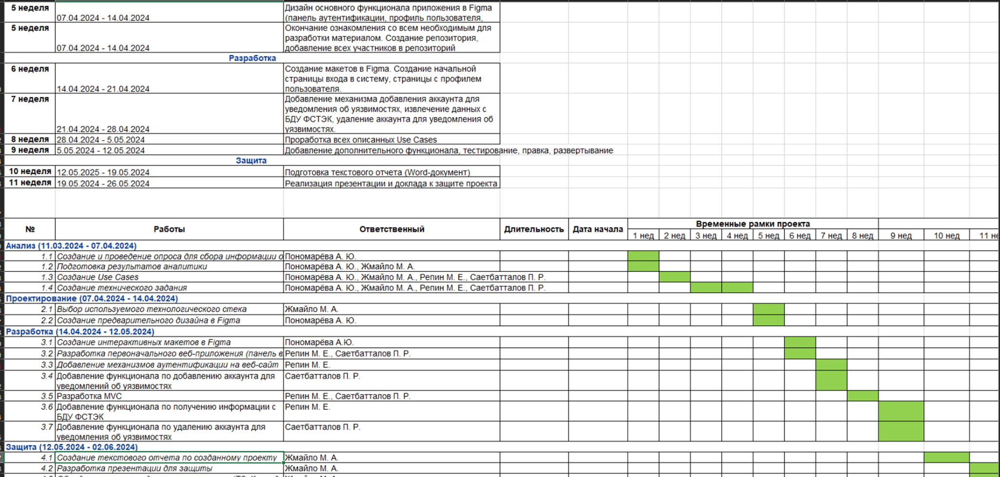 5 неделя 07.04.2024 - 14.04.2024 Дизайн основного функционала приложения в Figma
(панель аутентификации, профиль пользователя,
5 неделя 07.04.2024 - 14.04.2024 Окончание ознакомления со всем необходимым для
разработки материалом. Создание репозитория,
добавление всех участников в репозиторий
Разработка
6 неделя 14.04.2024 - 21.04.2024 Создание макетов в Figma. Создание начальной
страницы входа в систему, страницы с профилем
пользователя.
7 неделя 21.04.2024 - 28.04.2024 Добавление механизма добавления аккаунта для
уведомления об уязвимостях, извлечение данных с
БДУ ФСТЭК, удаление аккаунта для уведомления об
уязвимостях.
8 неделя 28.04.2024 - 5.05.2024 Проработка всех описанных Use Cases
9 неделя 5.05.2024 - 12.05.2024 Добавление дополнительного функционала, тестирование, правка, развертывание
Защита
10 неделя 12.05.2025 - 19.05.2024 Подготовка текстового отчета (Word-документ)
11 неделя 19.05.2024 - 26.05.2024 Реализация презентации и доклада к защите проекта
№ Работы Ответственный Длительность Дата начала Временные рамки проекта
1 нед 2 нед 3 нед 4 нед 5 нед 6 нед 7 нед 8 нед 9 нед 10 нед 11 не
Анализ (11.03.2024 - 07.04.2024)
1.1 Создание и проведение опроса для сбора информации о Пономарёва А. Ю.
1.2 Подготовка результатов аналитики Пономарёва А. Ю., Жмайло М. А.
1.3 Создание Use Cases Пономарёва А. Ю., Жмайло М. А., Репин М. Е., Саетбатталов П. Р.
1.4 Создание технического задания Пономарёва А. Ю., Жмайло М. А., Репин М. Е., Саетбатталов П. Р.
Проектирование (07.04.2024 - 14.04.2024)
2.1 Выбор используемого технологического стека Жмайло М. А.
2.2 Создание предварительного дизайна в Figma Пономарёва А. Ю.
Разработка (14.04.2024 - 12.05.2024)
3.1 Создание интерактивных макетов в Figma Пономарёва А.Ю.
3.2 Разработка первоначального веб-приложения (панель в Репин М. Е., Саетбатталов П. Р.
3.3 Добавление механизмов аутентификации на веб-сайт Репин М. Е.
3.4 Добавление функционала по добавлению аккаунта для Саетбатталов П. Р.
уведомлений об уязвимостях
3.5 Разработка MVC Репин М. Е., Саетбатталов П. Р.
3.6 Добавление функционала по получению информации с Репин М. Е.
БДУ ФСТЭК
3.7 Добавление функционала по удалению аккаунта для Саетбатталов П. Р.
уведомления об уязвимостях
Защита (12.05.2024 - 02.06.2024)
4.1 Создание текстового отчета по созданному проекту Жмайло М. А.
4.2 Разработка презентации для защиты Жмайло М. А.